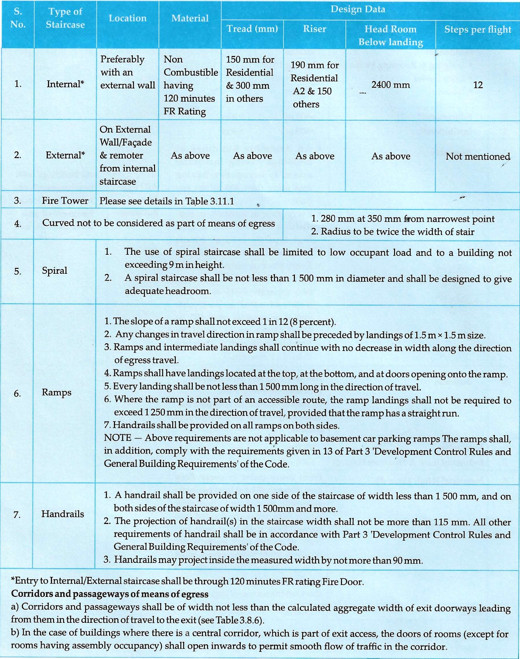 S. No.
Type of Staircase
Location
Material
Design Data
Tread (mm)
Riser
Head Room Below landing
Steps per flight
1.
Internal*
Preferably
with an
external wall
Non
Combustible
having
120 minutes
FR Rating
150 mm for
Residential
& 300 mm
in others
190 mm for
Residential
A2 & 150
others
2400 mm
12
2.
External*
On External
Wall/Façade
& remoter
from internal
staircase
As above
As above
As above
As above
Not mentioned
3.
Fire Tower
Please see details in Table 3.11.1
4.
Curved not to be considered as part of means of egress
1. 280 mm at 350 mm from narrowest point
2. Radius to be twice the width of stair
5.
Spiral
1. The use of spiral staircase shall be limited to low occupant load and to a building not
exceeding 9 m in height.
2. A spiral staircase shall be not less than 1 500 mm in diameter and shall be designed to give
adequate headroom.
6.
Ramps
1. The slope of a ramp shall not exceed 1 in 12 (8 percent).
2. Any changes in travel direction in ramp shall be preceded by landings of 1.5 m × 1.5 m size.
3. Ramps and intermediate landings shall continue with no decrease in width along the direction
of egress travel.
4. Ramps shall have landings located at the top, at the bottom, and at doors opening onto the ramp.
5. Every landing shall be not less than 1 500 mm long in the direction of travel.
6. Where the ramp is not part of an accessible route, the ramp landings shall not be required to
exceed 1 250 mm in the direction of travel, provided that the ramp has a straight run.
7. Handrails shall be provided on all ramps on both sides.
NOTE — Above requirements are not applicable to basement car parking ramps The ramps shall,
in addition, comply with the requirements given in 13 of Part 3 'Development Control Rules and
General Building Requirements' of the Code.
7.
Handrails
1. A handrail shall be provided on one side of the staircase of width less than 1 500 mm, and on
both sides of the staircase of width 1 500mm and more.
2. The projection of handrail(s) in the staircase width shall not be more than 115 mm. All other
requirements of handrail shall be in accordance with Part 3 'Development Control Rules and
General Building Requirements' of the Code.
3. Handrails may project inside the measured width by not more than 90 mm.
*Entry to Internal/External staircase shall be through 120 minutes FR rating Fire Door.
Corridors and passageways of means of egress
a) Corridors and passageways shall be of width not less than the calculated aggregate width of exit doorways leading
from them in the direction of travel to the exit (see Table 3.8.6).
b) In the case of buildings where there is a central corridor, which is part of exit access, the doors of rooms (except for
rooms having assembly occupancy) shall open inwards to permit smooth flow of traffic in the corridor.